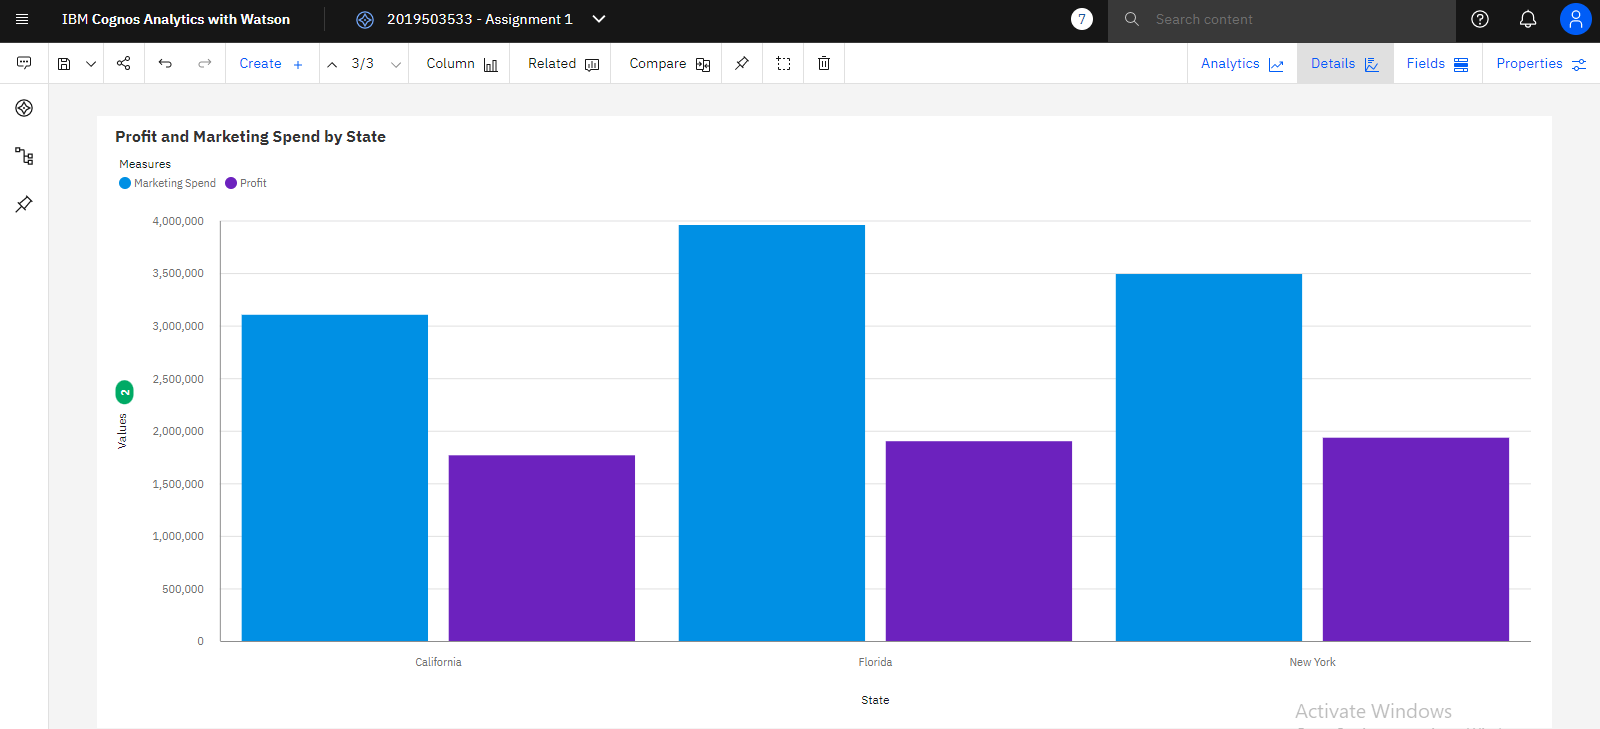 IBM Cognos Analytics with Watson
2019503533 - Assignment 1
7
Search content
Create +
3/3
Column
Related
Compare
Analytics
Details
Fields
Properties
Profit and Marketing Spend by State
Measures
Marketing Spend
Profit
4,000,000
3,500,000
3,000,000
2,500,000
2,000,000
1,500,000
1,000,000
500,000
0
Values 2
California
Florida
New York
State
Activate Windows